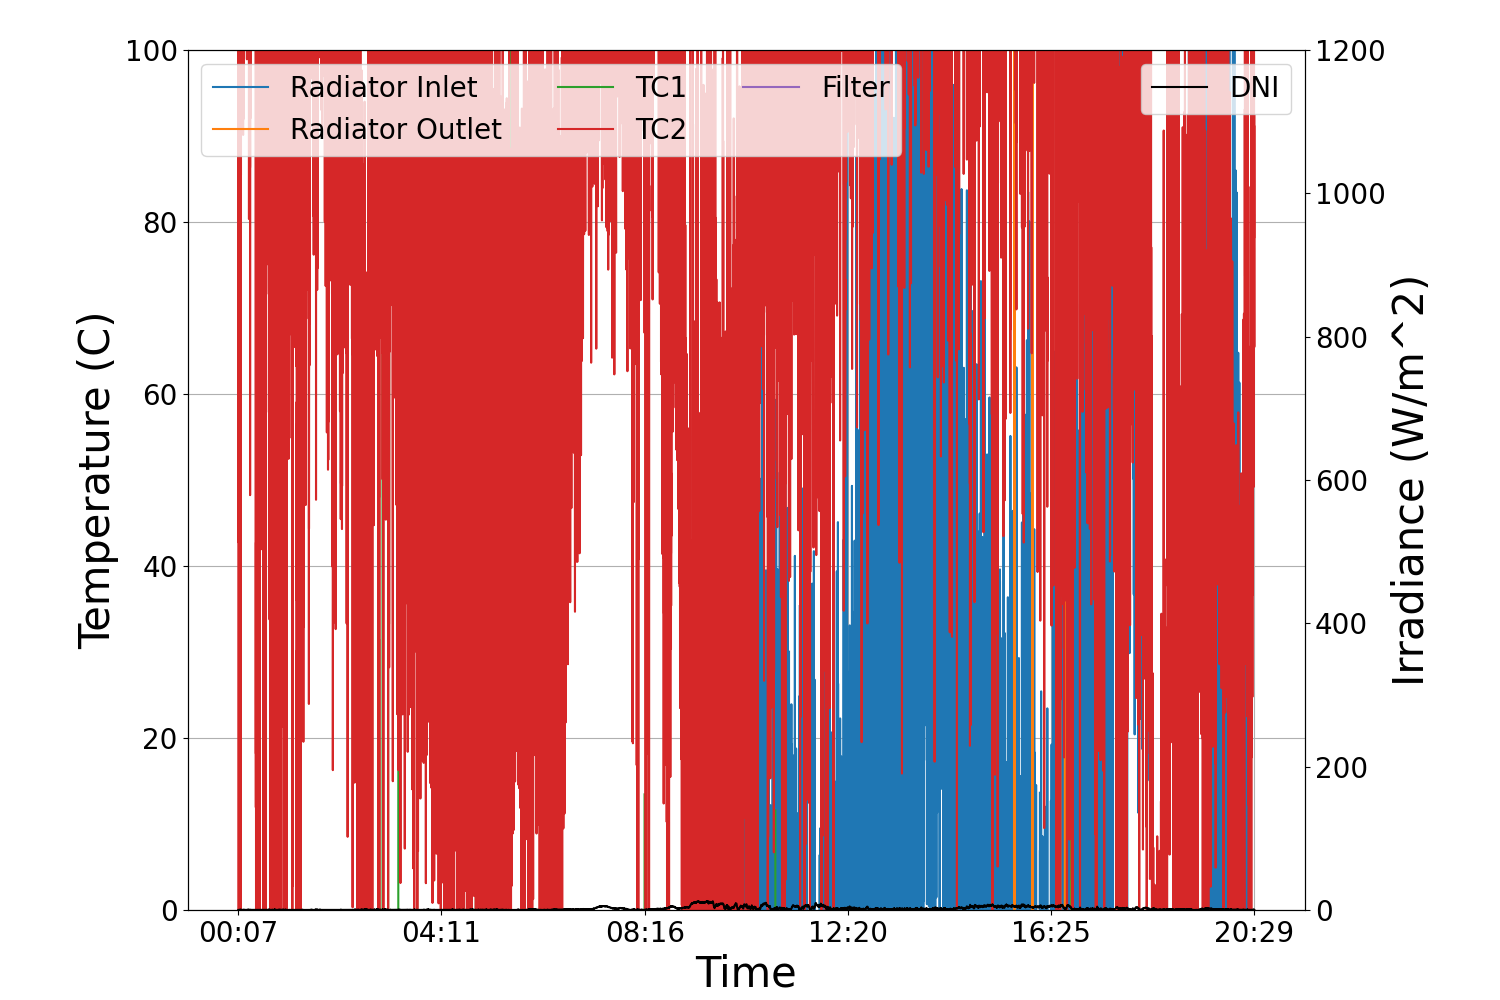 100
80
60
40
20
0
Temperature (C)
Radiator Inlet
Radiator Outlet
TC1
TC2
Filter
DNI
1200
1000
800
600
400
200
0
Irradiance (W/m^2)
00:07
04:11
08:16
12:20
16:25
20:29
Time